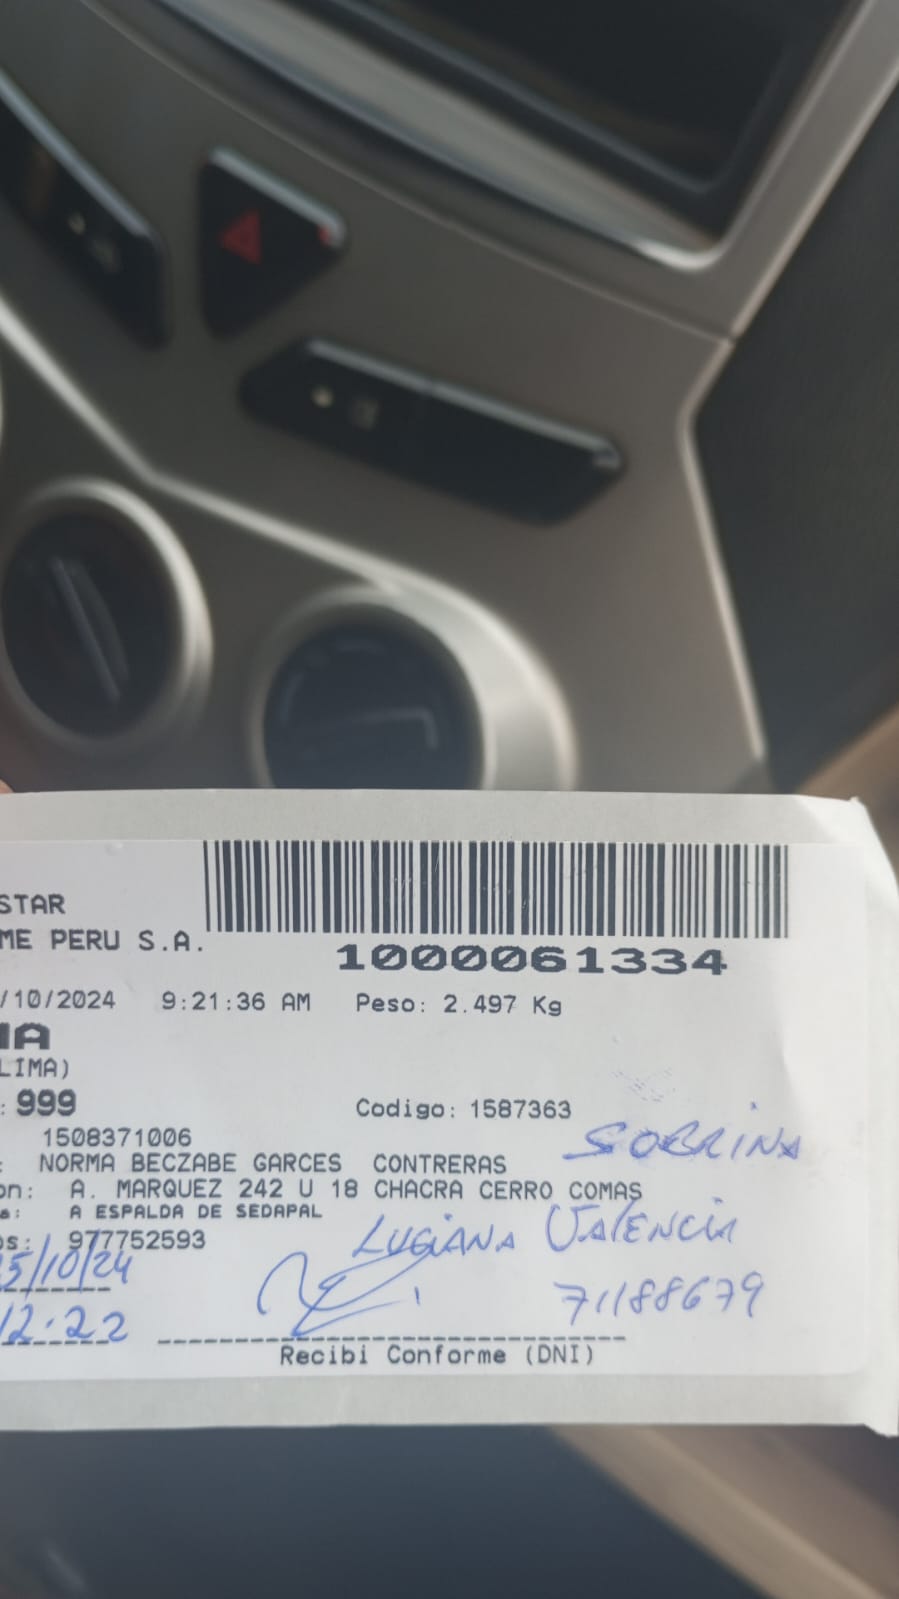 STAR
ME PERU S.A.
1000061334
/10/2024 9:21:36 AM Peso: 2.497 Kg
MA
LIMA)
: 999 Codigo: 1587363
1508371006
SOBRINA
: NORMA BECZABE GARCES CONTRERAS
on: A. MARQUEZ 242 U 18 CHACRA CERRO COMAS
a: A ESPALDA DE SEDAPAL
os: 977752593
LUCIANA VALENCIA
5/10/24
71188679
12:22
Recibi Conforme (DNI)